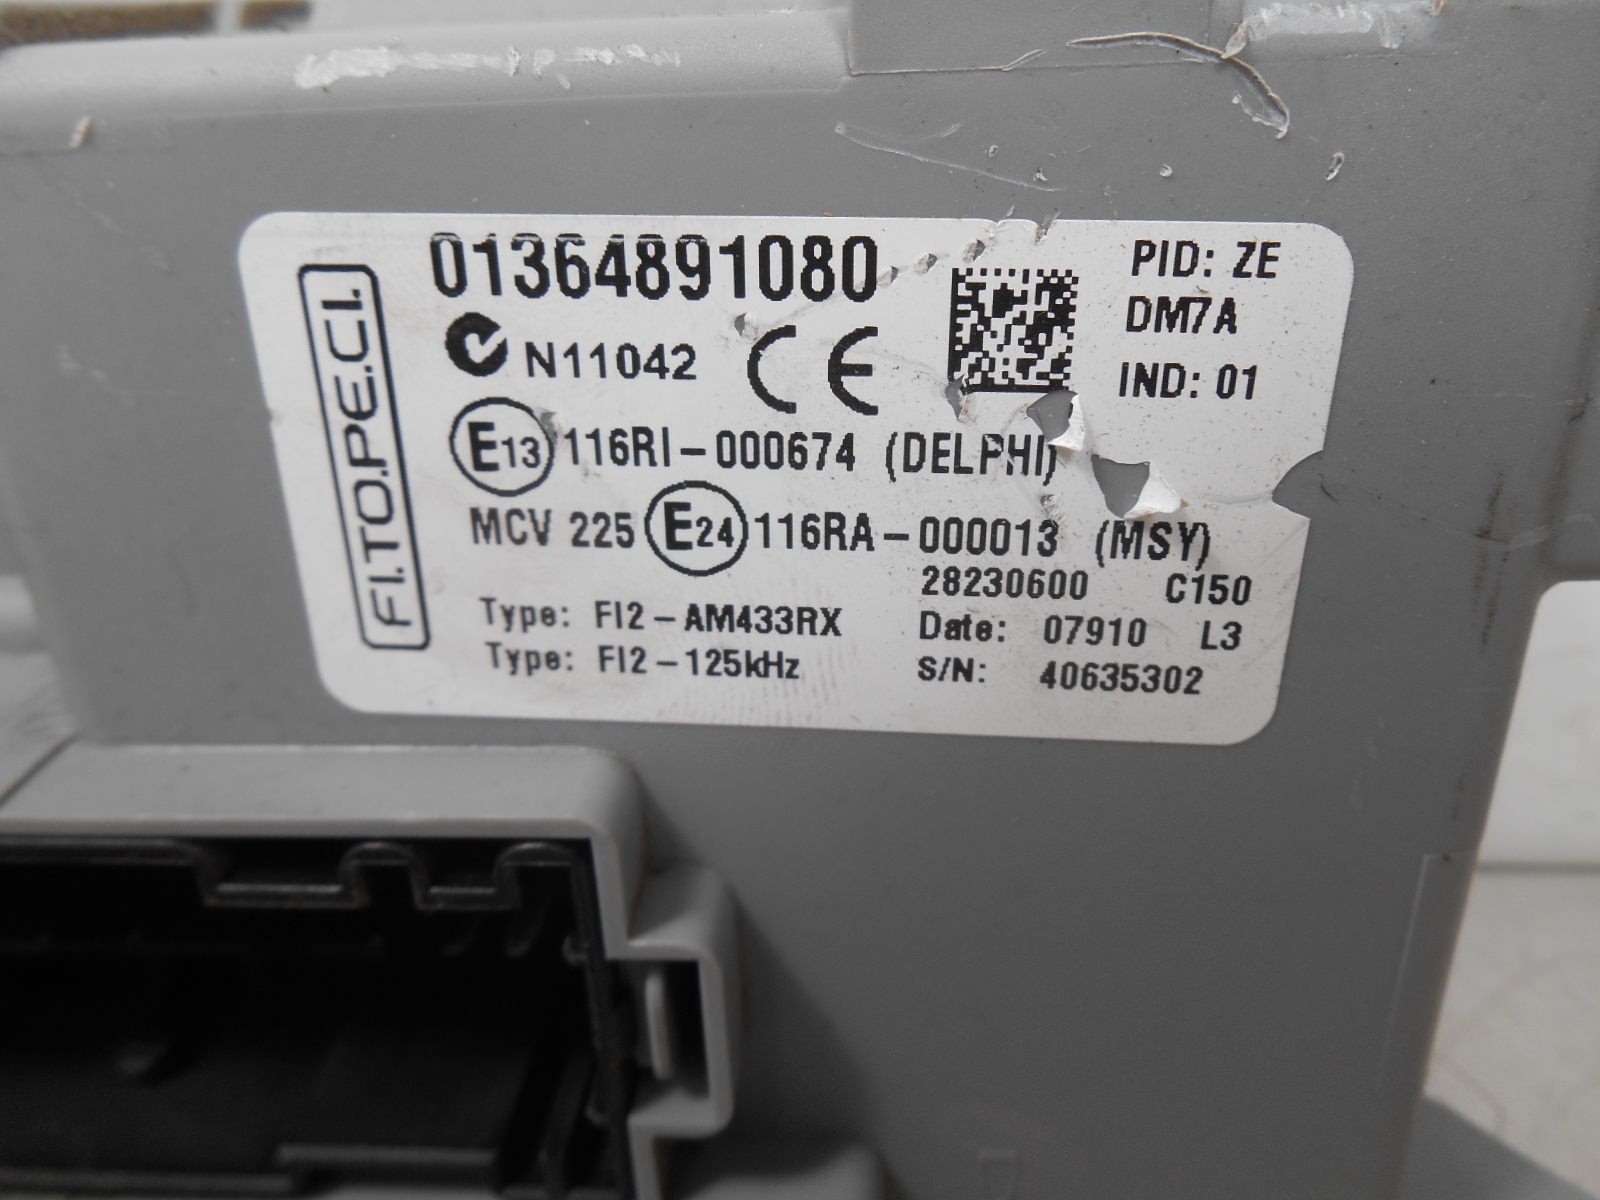 FI.TO.PE.CI.
01364891080
PID: ZE
DM7A
IND: 01
N11042 CE
E13 116RI-000674 (DELPHI)
MCV 225 E24 116RA-000013 (MSY)
28230600 C150
Type: FI2-AM433RX
Date: 07910 L3
Type: FI2-125kHz
S/N: 40635302